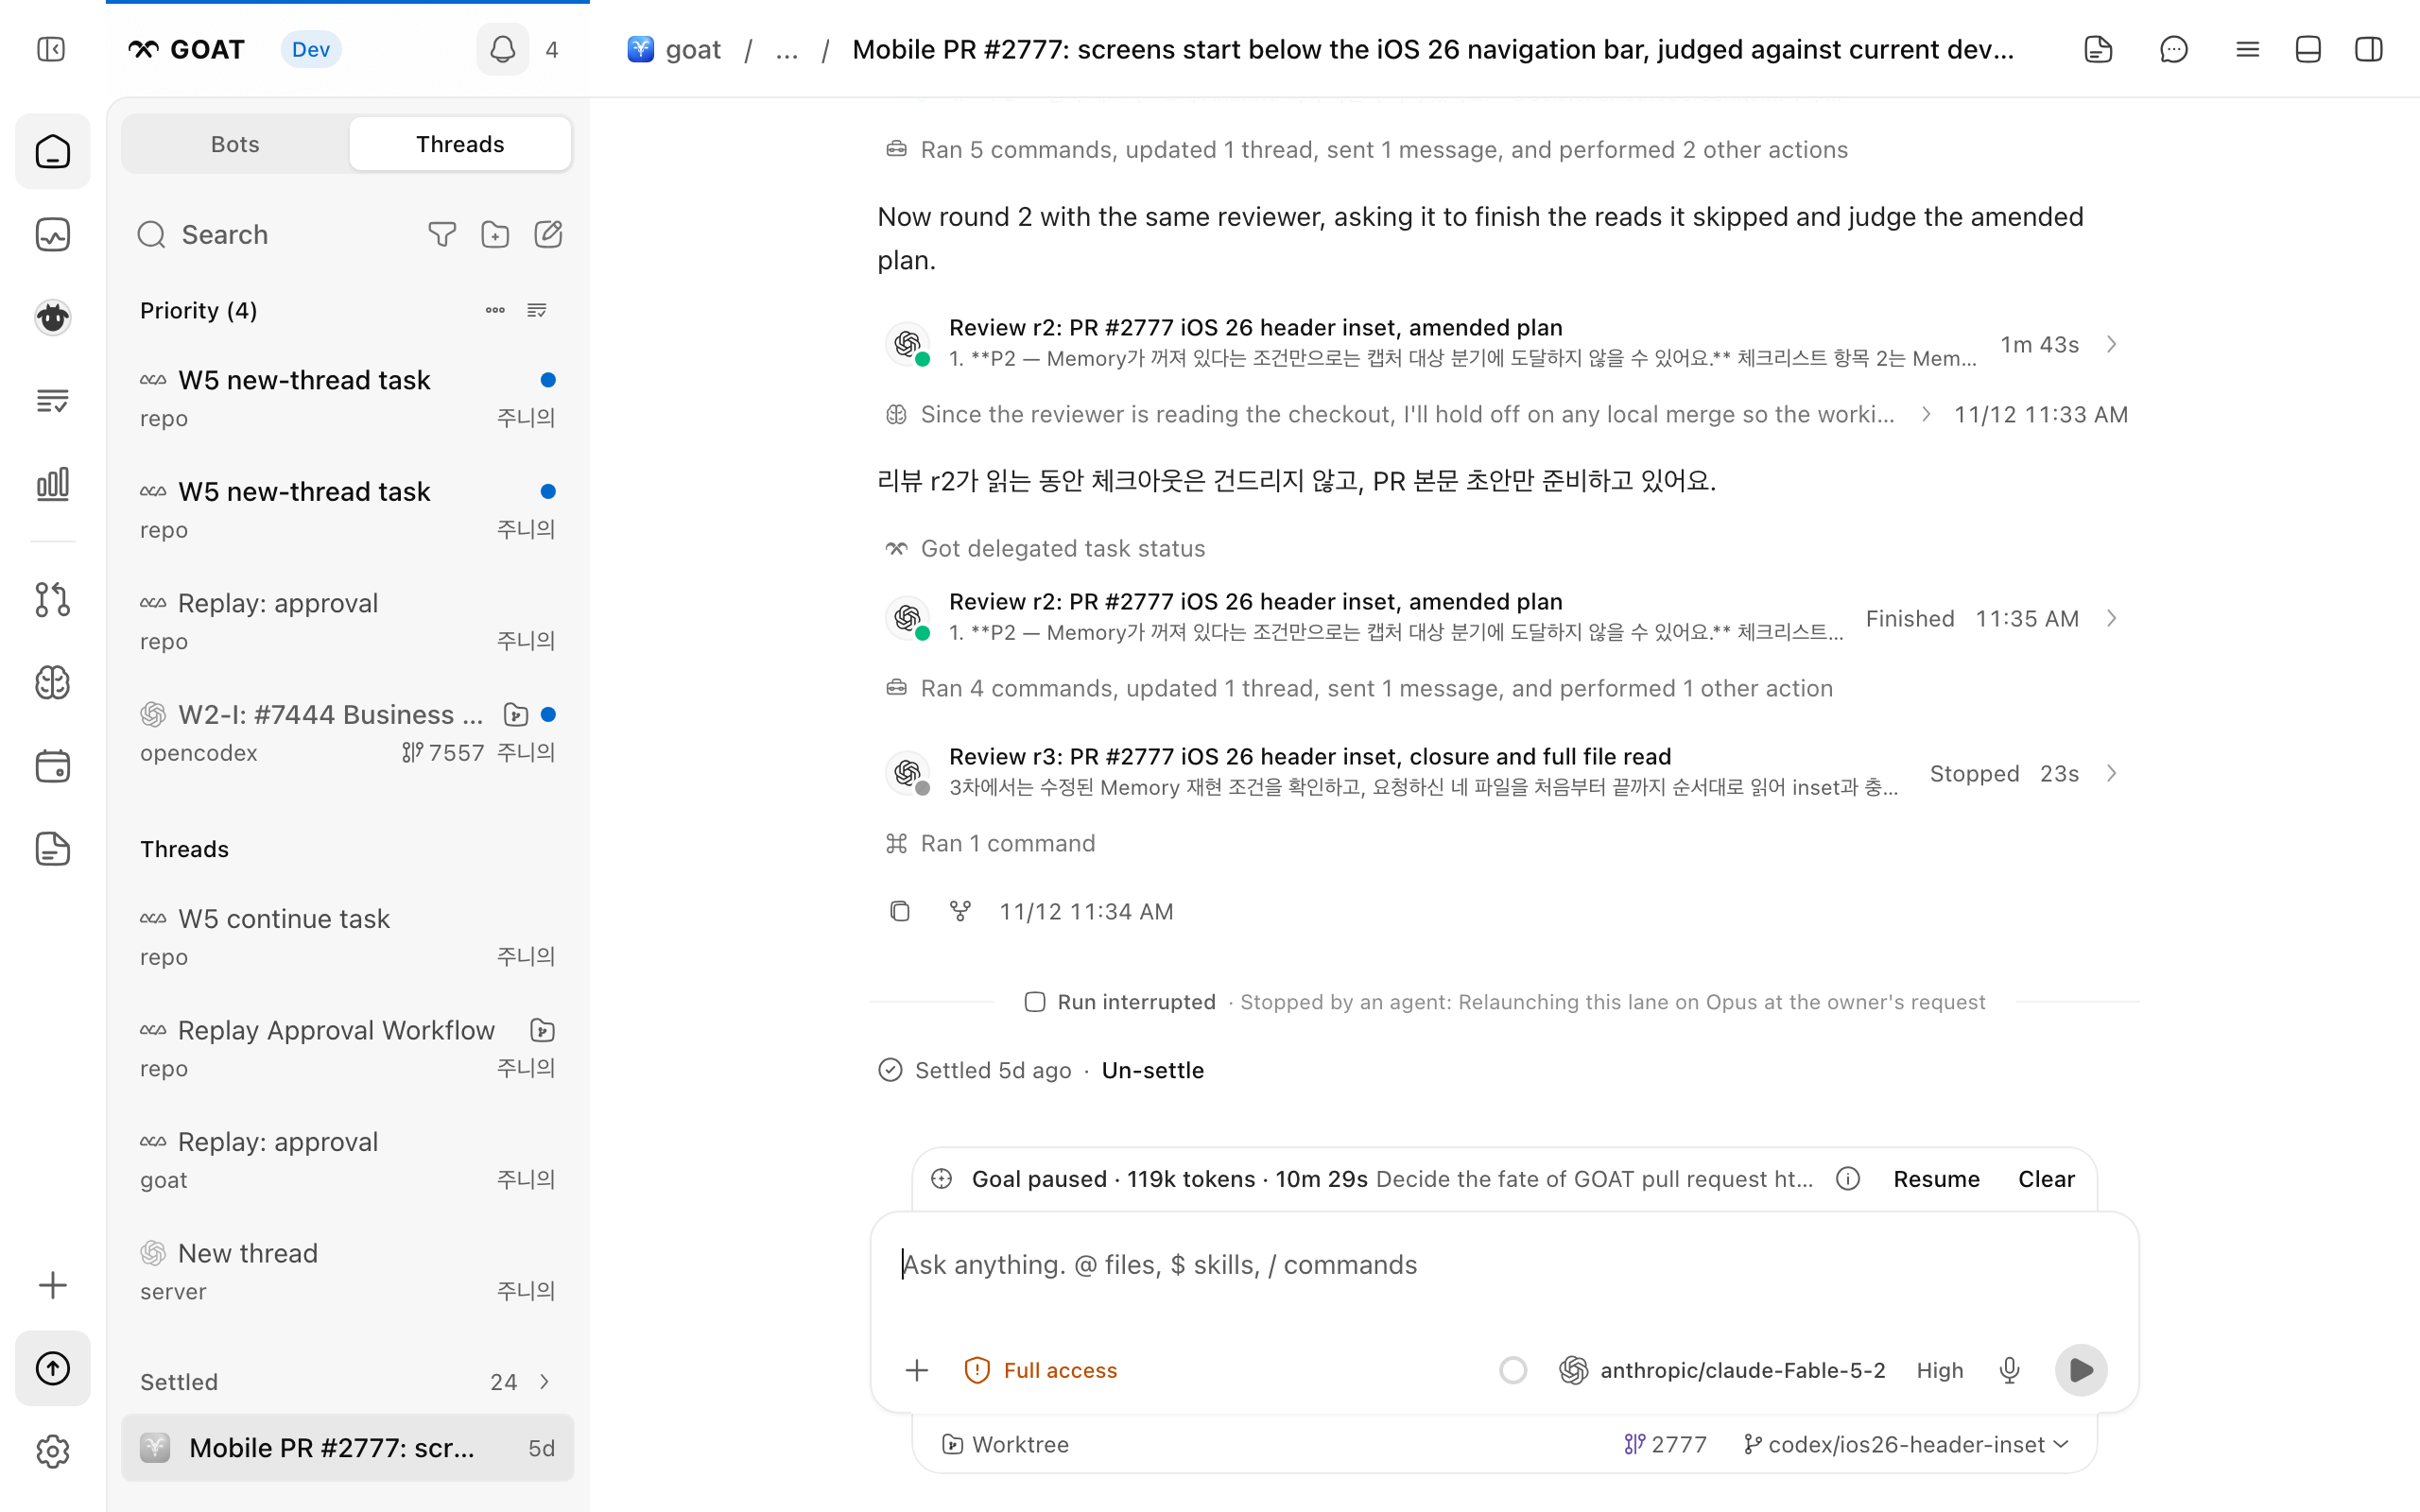 GOAT
Dev
4
goat / ... / Mobile PR #2777: screens start below the iOS 26 navigation bar, judged against current dev...
Bots
Threads
Search
Priority (4)
W5 new-thread task
repo
주니의
W5 new-thread task
repo
주니의
Replay: approval
repo
주니의
W2-I: #7444 Business ...
opencodex
7557
주니의
Threads
W5 continue task
repo
주니의
Replay Approval Workflow
repo
주니의
Replay: approval
goat
주니의
New thread
server
주니의
Settled
24
Mobile PR #2777: scr...
5d
Ran 5 commands, updated 1 thread, sent 1 message, and performed 2 other actions
Now round 2 with the same reviewer, asking it to finish the reads it skipped and judge the amended
plan.
Review r2: PR #2777 iOS 26 header inset, amended plan
1. **P2 — Memory가 꺼져 있다는 조건만으로는 캡처 대상 분기에 도달하지 않을 수 있어요.** 체크리스트 항목 2는 Mem...
1m 43s
Since the reviewer is reading the checkout, I'll hold off on any local merge so the worki...
11/12 11:33 AM
리뷰 r2가 읽는 동안 체크아웃은 건드리지 않고, PR 본문 초안만 준비하고 있어요.
Got delegated task status
Review r2: PR #2777 iOS 26 header inset, amended plan
1. **P2 — Memory가 꺼져 있다는 조건만으로는 캡처 대상 분기에 도달하지 않을 수 있어요.** 체크리스트...
Finished 11:35 AM
Ran 4 commands, updated 1 thread, sent 1 message, and performed 1 other action
Review r3: PR #2777 iOS 26 header inset, closure and full file read
3차에서는 수정된 Memory 재현 조건을 확인하고, 요청하신 네 파일을 처음부터 끝까지 순서대로 읽어 inset과 충...
Stopped 23s
Ran 1 command
11/12 11:34 AM
Run interrupted · Stopped by an agent: Relaunching this lane on Opus at the owner's request
Settled 5d ago · Un-settle
Goal paused · 119k tokens · 10m 29s Decide the fate of GOAT pull request ht...
Resume
Clear
Ask anything. @ files, $ skills, / commands
Full access
anthropic/claude-Fable-5-2
High
Worktree
2777
codex/ios26-header-inset